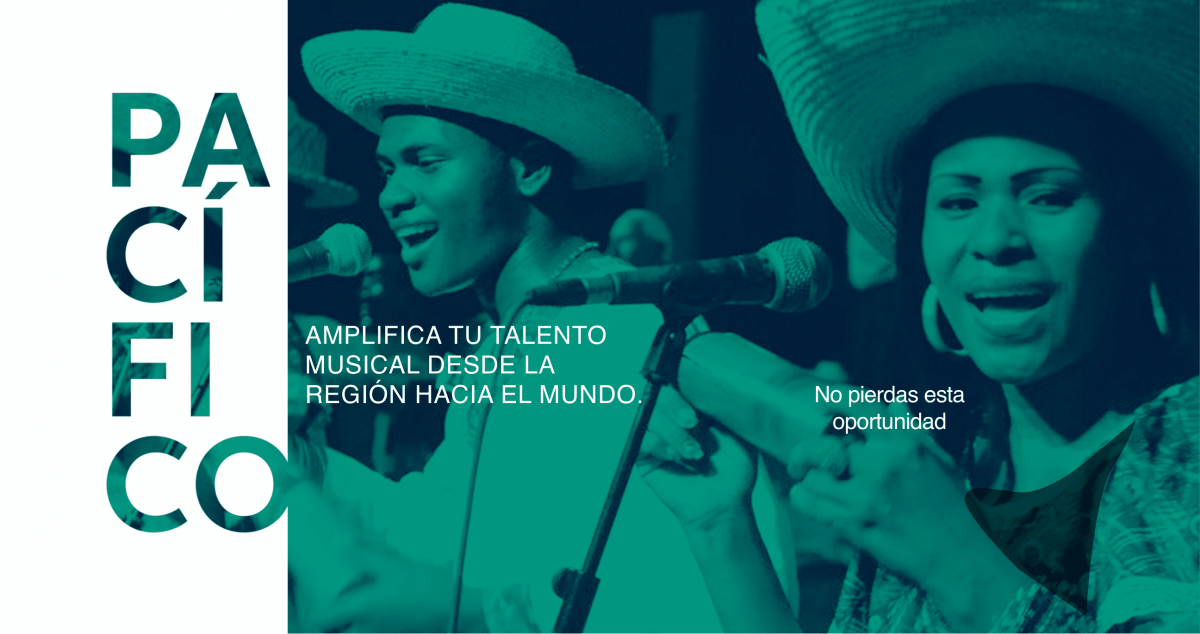 PA
CÍ
FI
CO
AMPLIFICA TU TALENTO
MUSICAL DESDE LA
REGIÓN HACIA EL MUNDO.
No pierdas esta
oportunidad